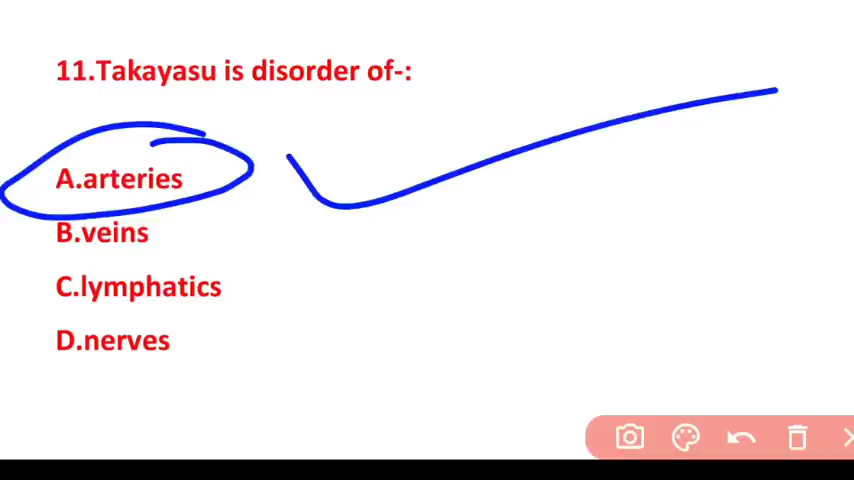 11.Takayasu is disorder of-:
A.arteries
B.veins
C.lymphatics
D.nerves